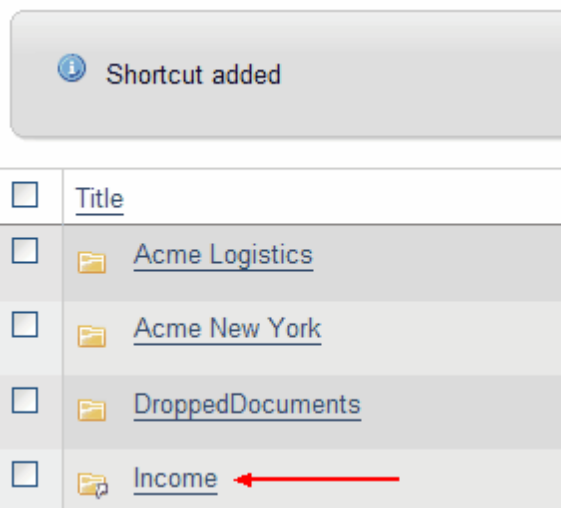 Shortcut added
Title
Acme Logistics
Acme New York
DroppedDocuments
Income